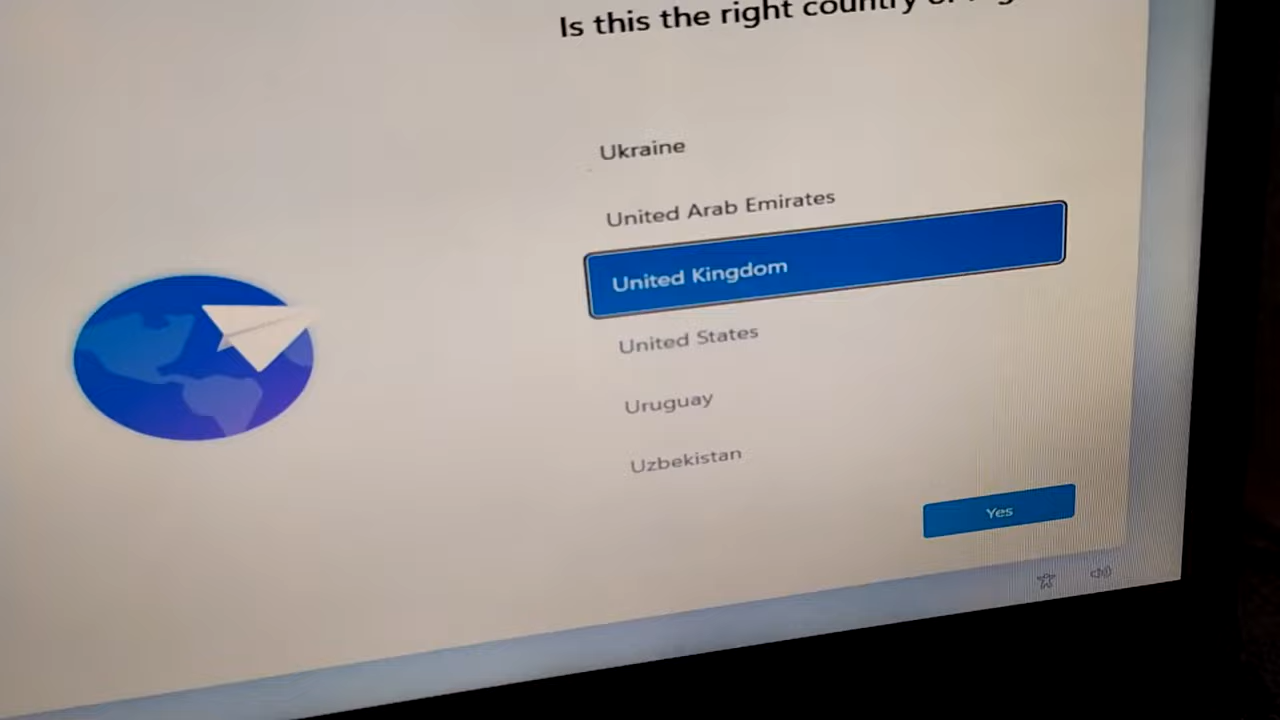 Is this the right country
Ukraine
United Arab Emirates
United Kingdom
United States
Uruguay
Uzbekistan
Yes